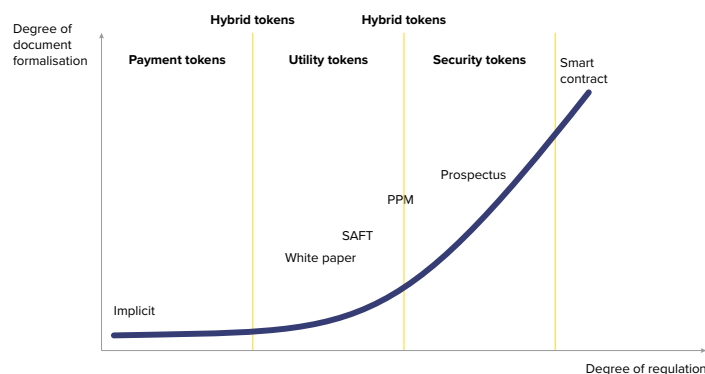 Hybrid tokens
Hybrid tokens
Degree of
document
formalisation
Payment tokens
Utility tokens
Security tokens
Smart
contract
Prospectus
PPM
SAFT
White paper
Implicit
Degree of regulation